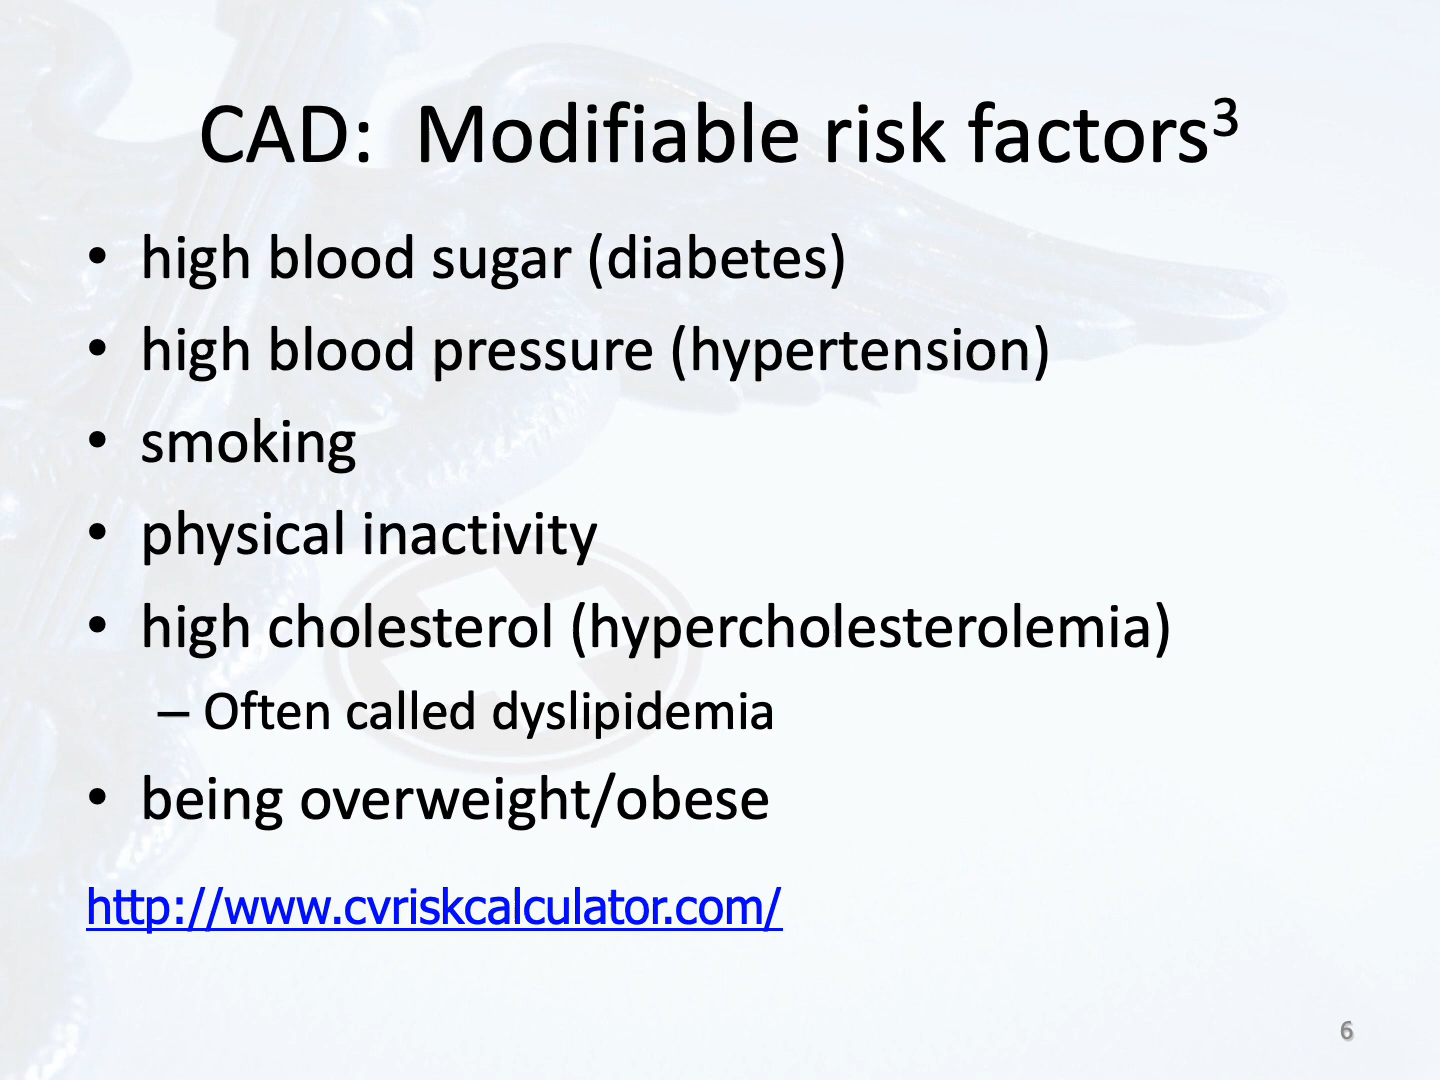 CAD:  Modifiable risk factors³
• high blood sugar (diabetes)
• high blood pressure (hypertension)
• smoking
• physical inactivity
• high cholesterol (hypercholesterolemia)
– Often called dyslipidemia
• being overweight/obese
http://www.cvriskcalculator.com/
6